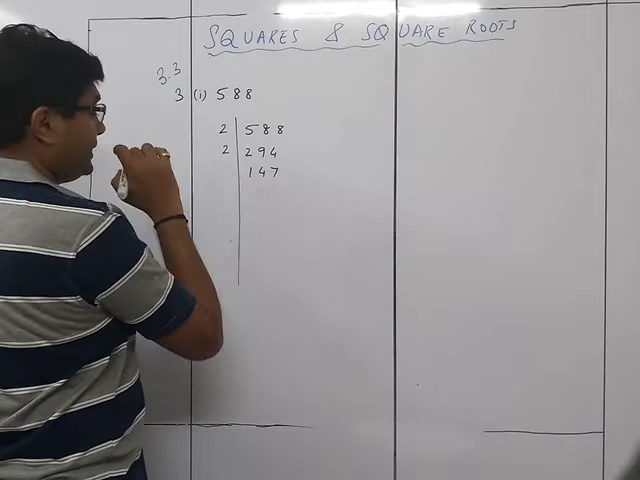 SQUARES & SQUARE ROOTS
3.3
3 (i) 588
2 | 588
2 | 294
147